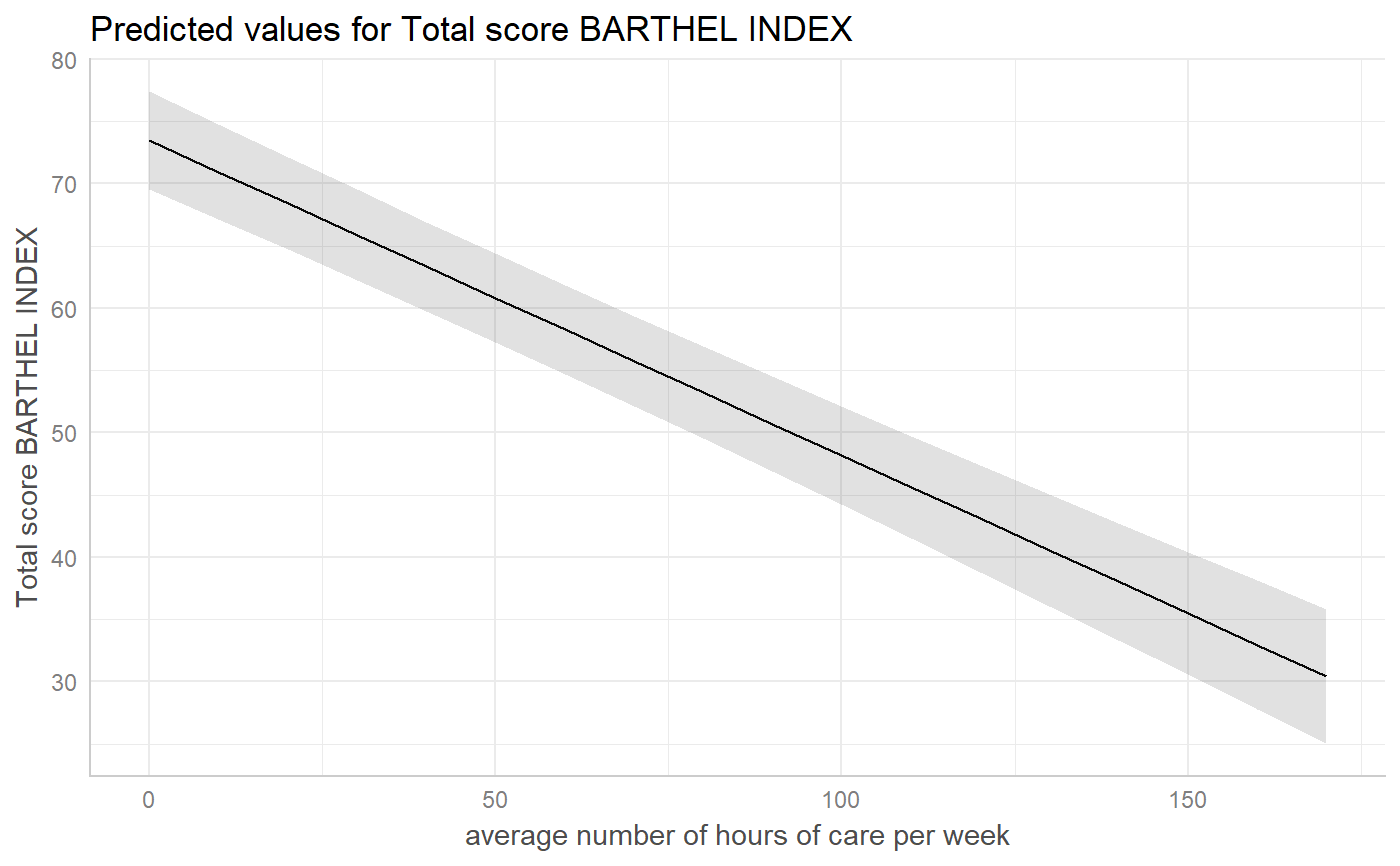 Predicted values for Total score BARTHEL INDEX
Total score BARTHEL INDEX
80
70
60
50
40
30
0 50 100 150
average number of hours of care per week